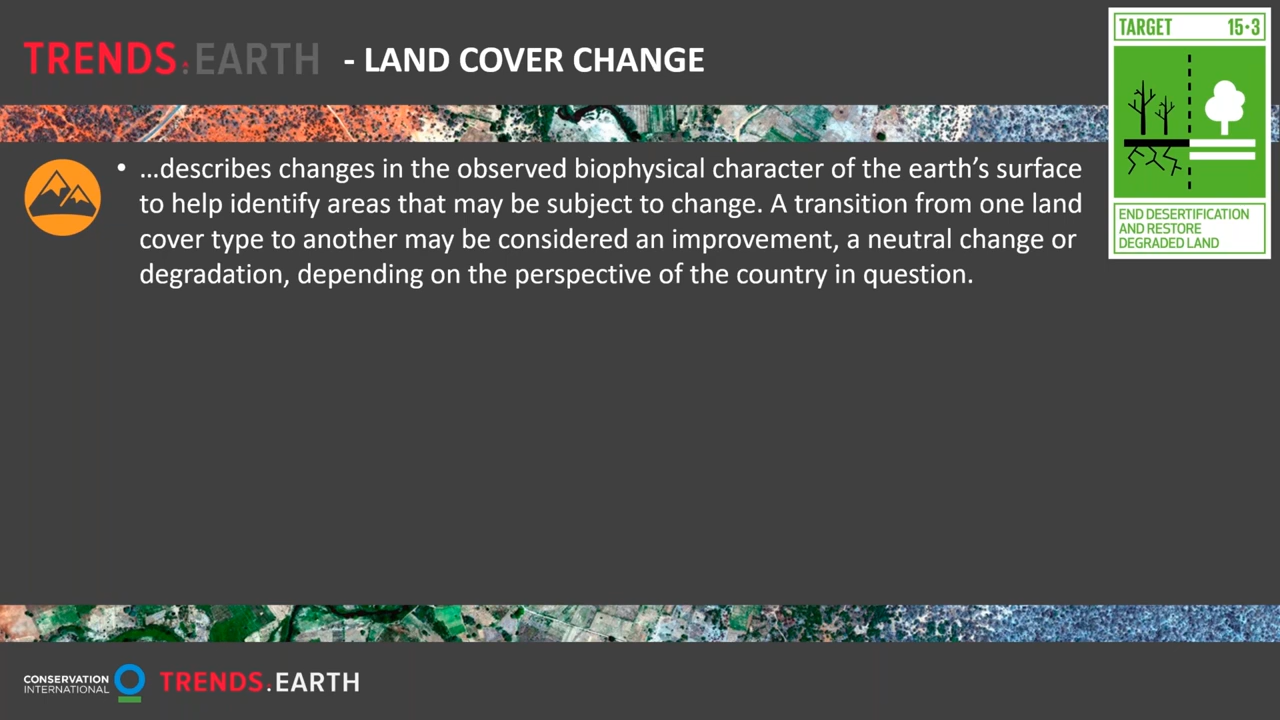 TRENDS.EARTH - LAND COVER CHANGE
TARGET 15•3
• …describes changes in the observed biophysical character of the earth’s surface
to help identify areas that may be subject to change. A transition from one land
cover type to another may be considered an improvement, a neutral change or
degradation, depending on the perspective of the country in question.
END DESERTIFICATION
AND RESTORE
DEGRADED LAND
CONSERVATION
INTERNATIONAL
TRENDS.EARTH